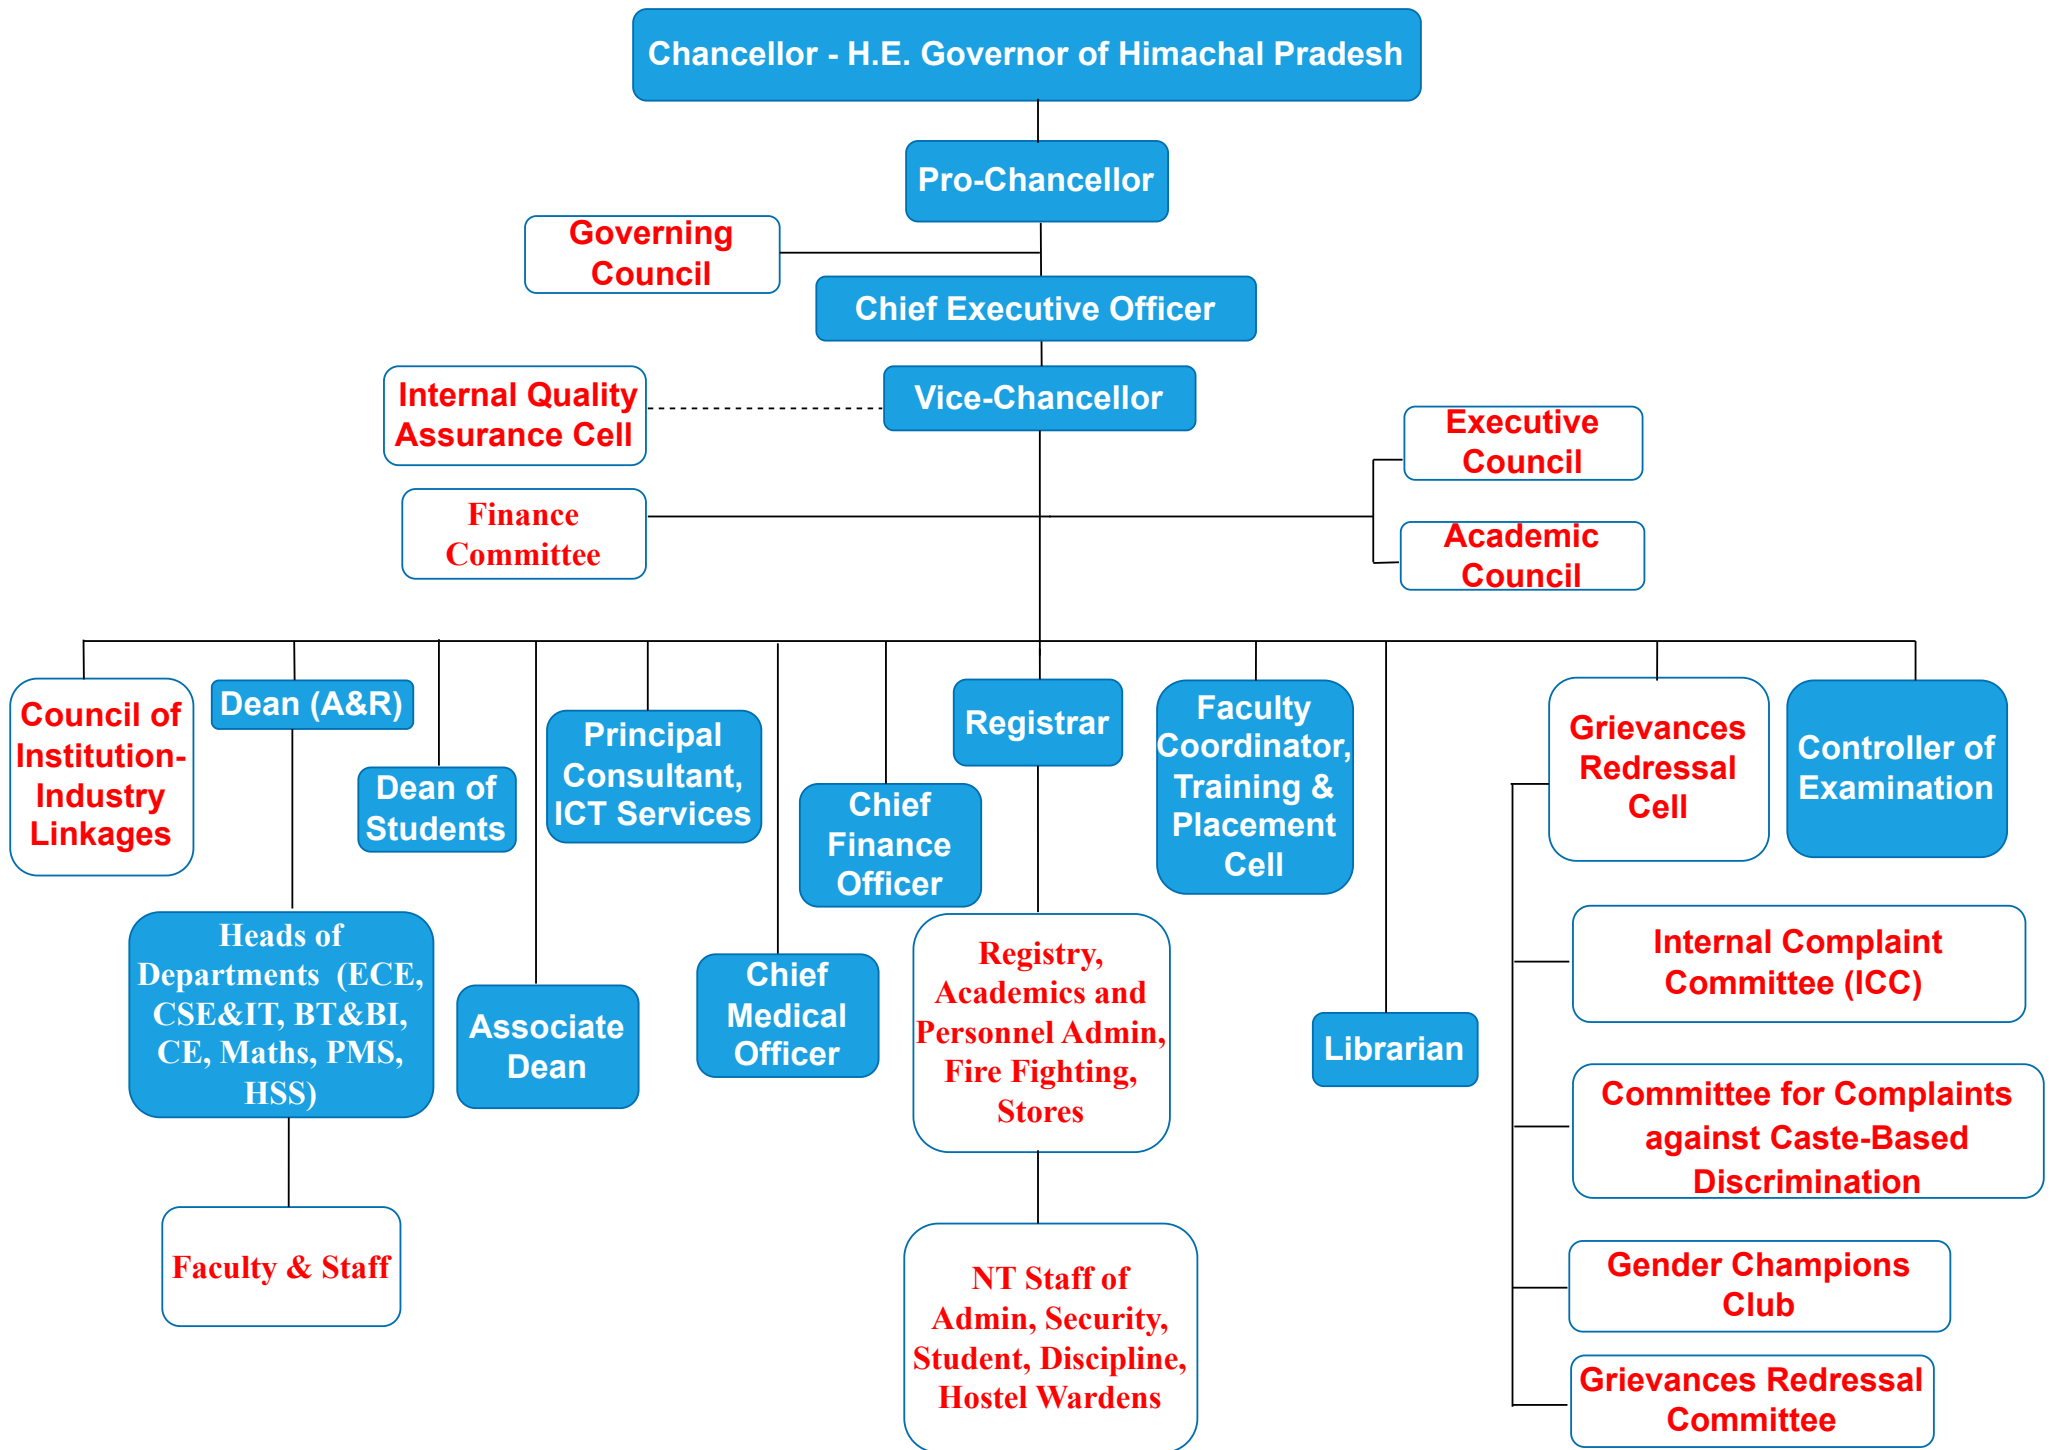 Chancellor - H.E. Governor of Himachal Pradesh
Pro-Chancellor
Governing
Council
Chief Executive Officer
Internal Quality
Assurance Cell
Vice-Chancellor
Executive
Council
Finance
Committee
Academic
Council
Council of
Institution-
Industry
Linkages
Dean (A&R)
Dean of
Students
Principal
Consultant,
ICT Services
Chief
Finance
Officer
Registrar
Faculty
Coordinator,
Training &
Placement
Cell
Grievances
Redressal
Cell
Controller of
Examination
Heads of
Departments (ECE,
CSE&IT, BT&BI,
CE, Maths, PMS,
HSS)
Associate
Dean
Chief
Medical
Officer
Registry,
Academics and
Personnel Admin,
Fire Fighting,
Stores
Librarian
Internal Complaint
Committee (ICC)
Committee for Complaints
against Caste-Based
Discrimination
Faculty & Staff
NT Staff of
Admin, Security,
Student, Discipline,
Hostel Wardens
Gender Champions
Club
Grievances Redressal
Committee